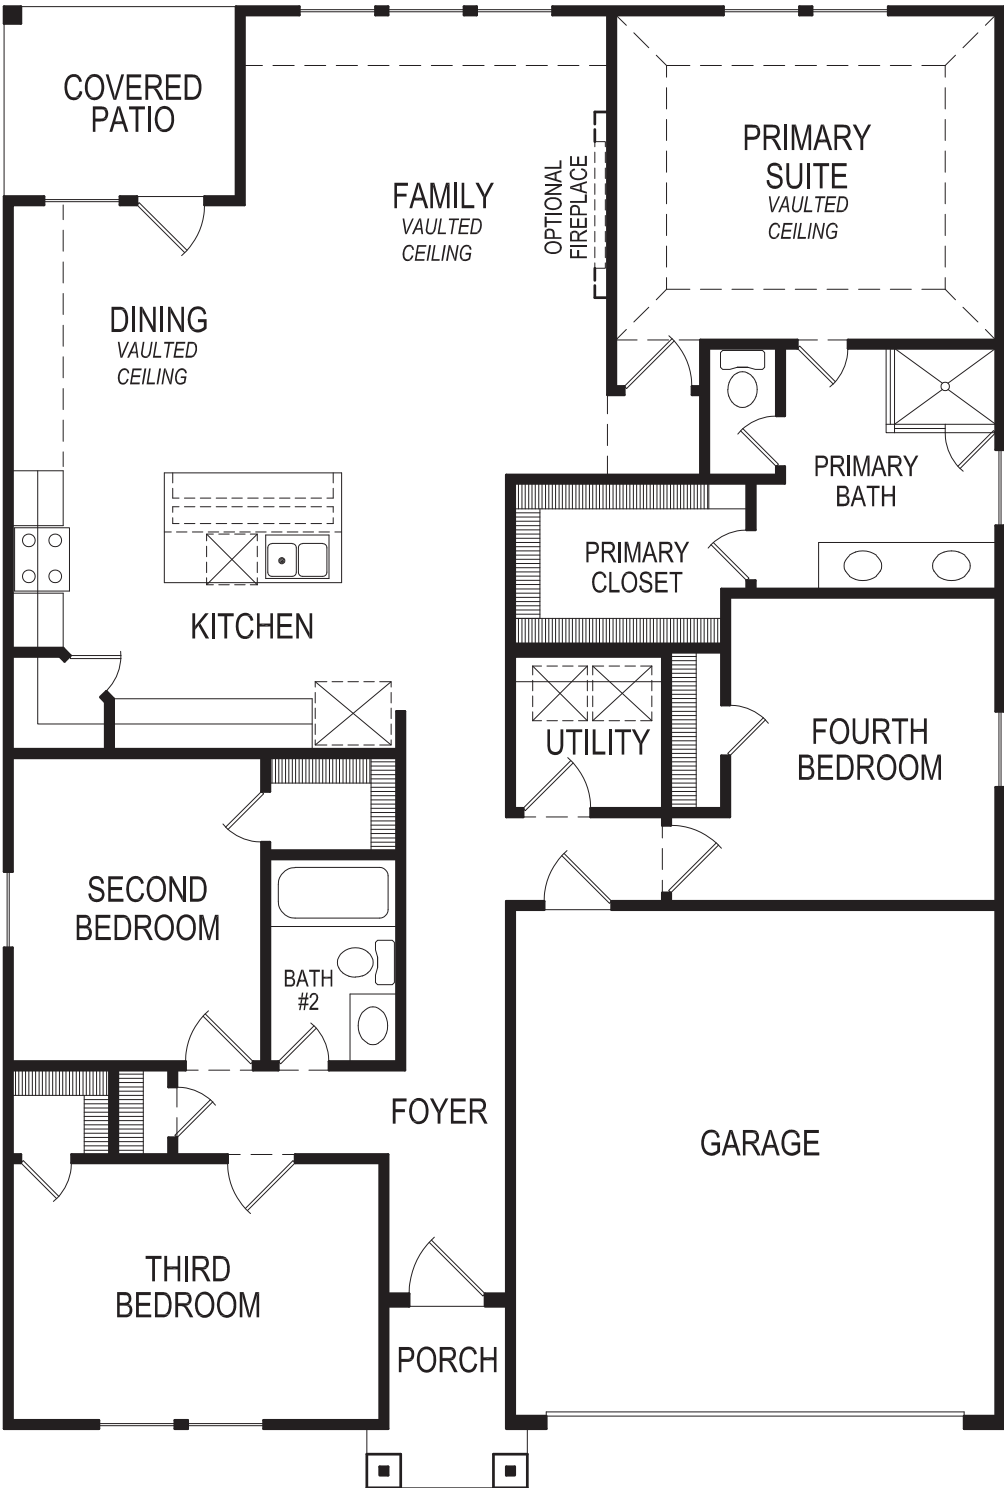 COVERED
PATIO
FAMILY
VAULTED
CEILING
OPTIONAL
FIREPLACE
PRIMARY
SUITE
VAULTED
CEILING
DINING
VAULTED
CEILING
PRIMARY
BATH
PRIMARY
CLOSET
KITCHEN
UTILITY
FOURTH
BEDROOM
SECOND
BEDROOM
BATH
#2
FOYER
GARAGE
THIRD
BEDROOM
PORCH